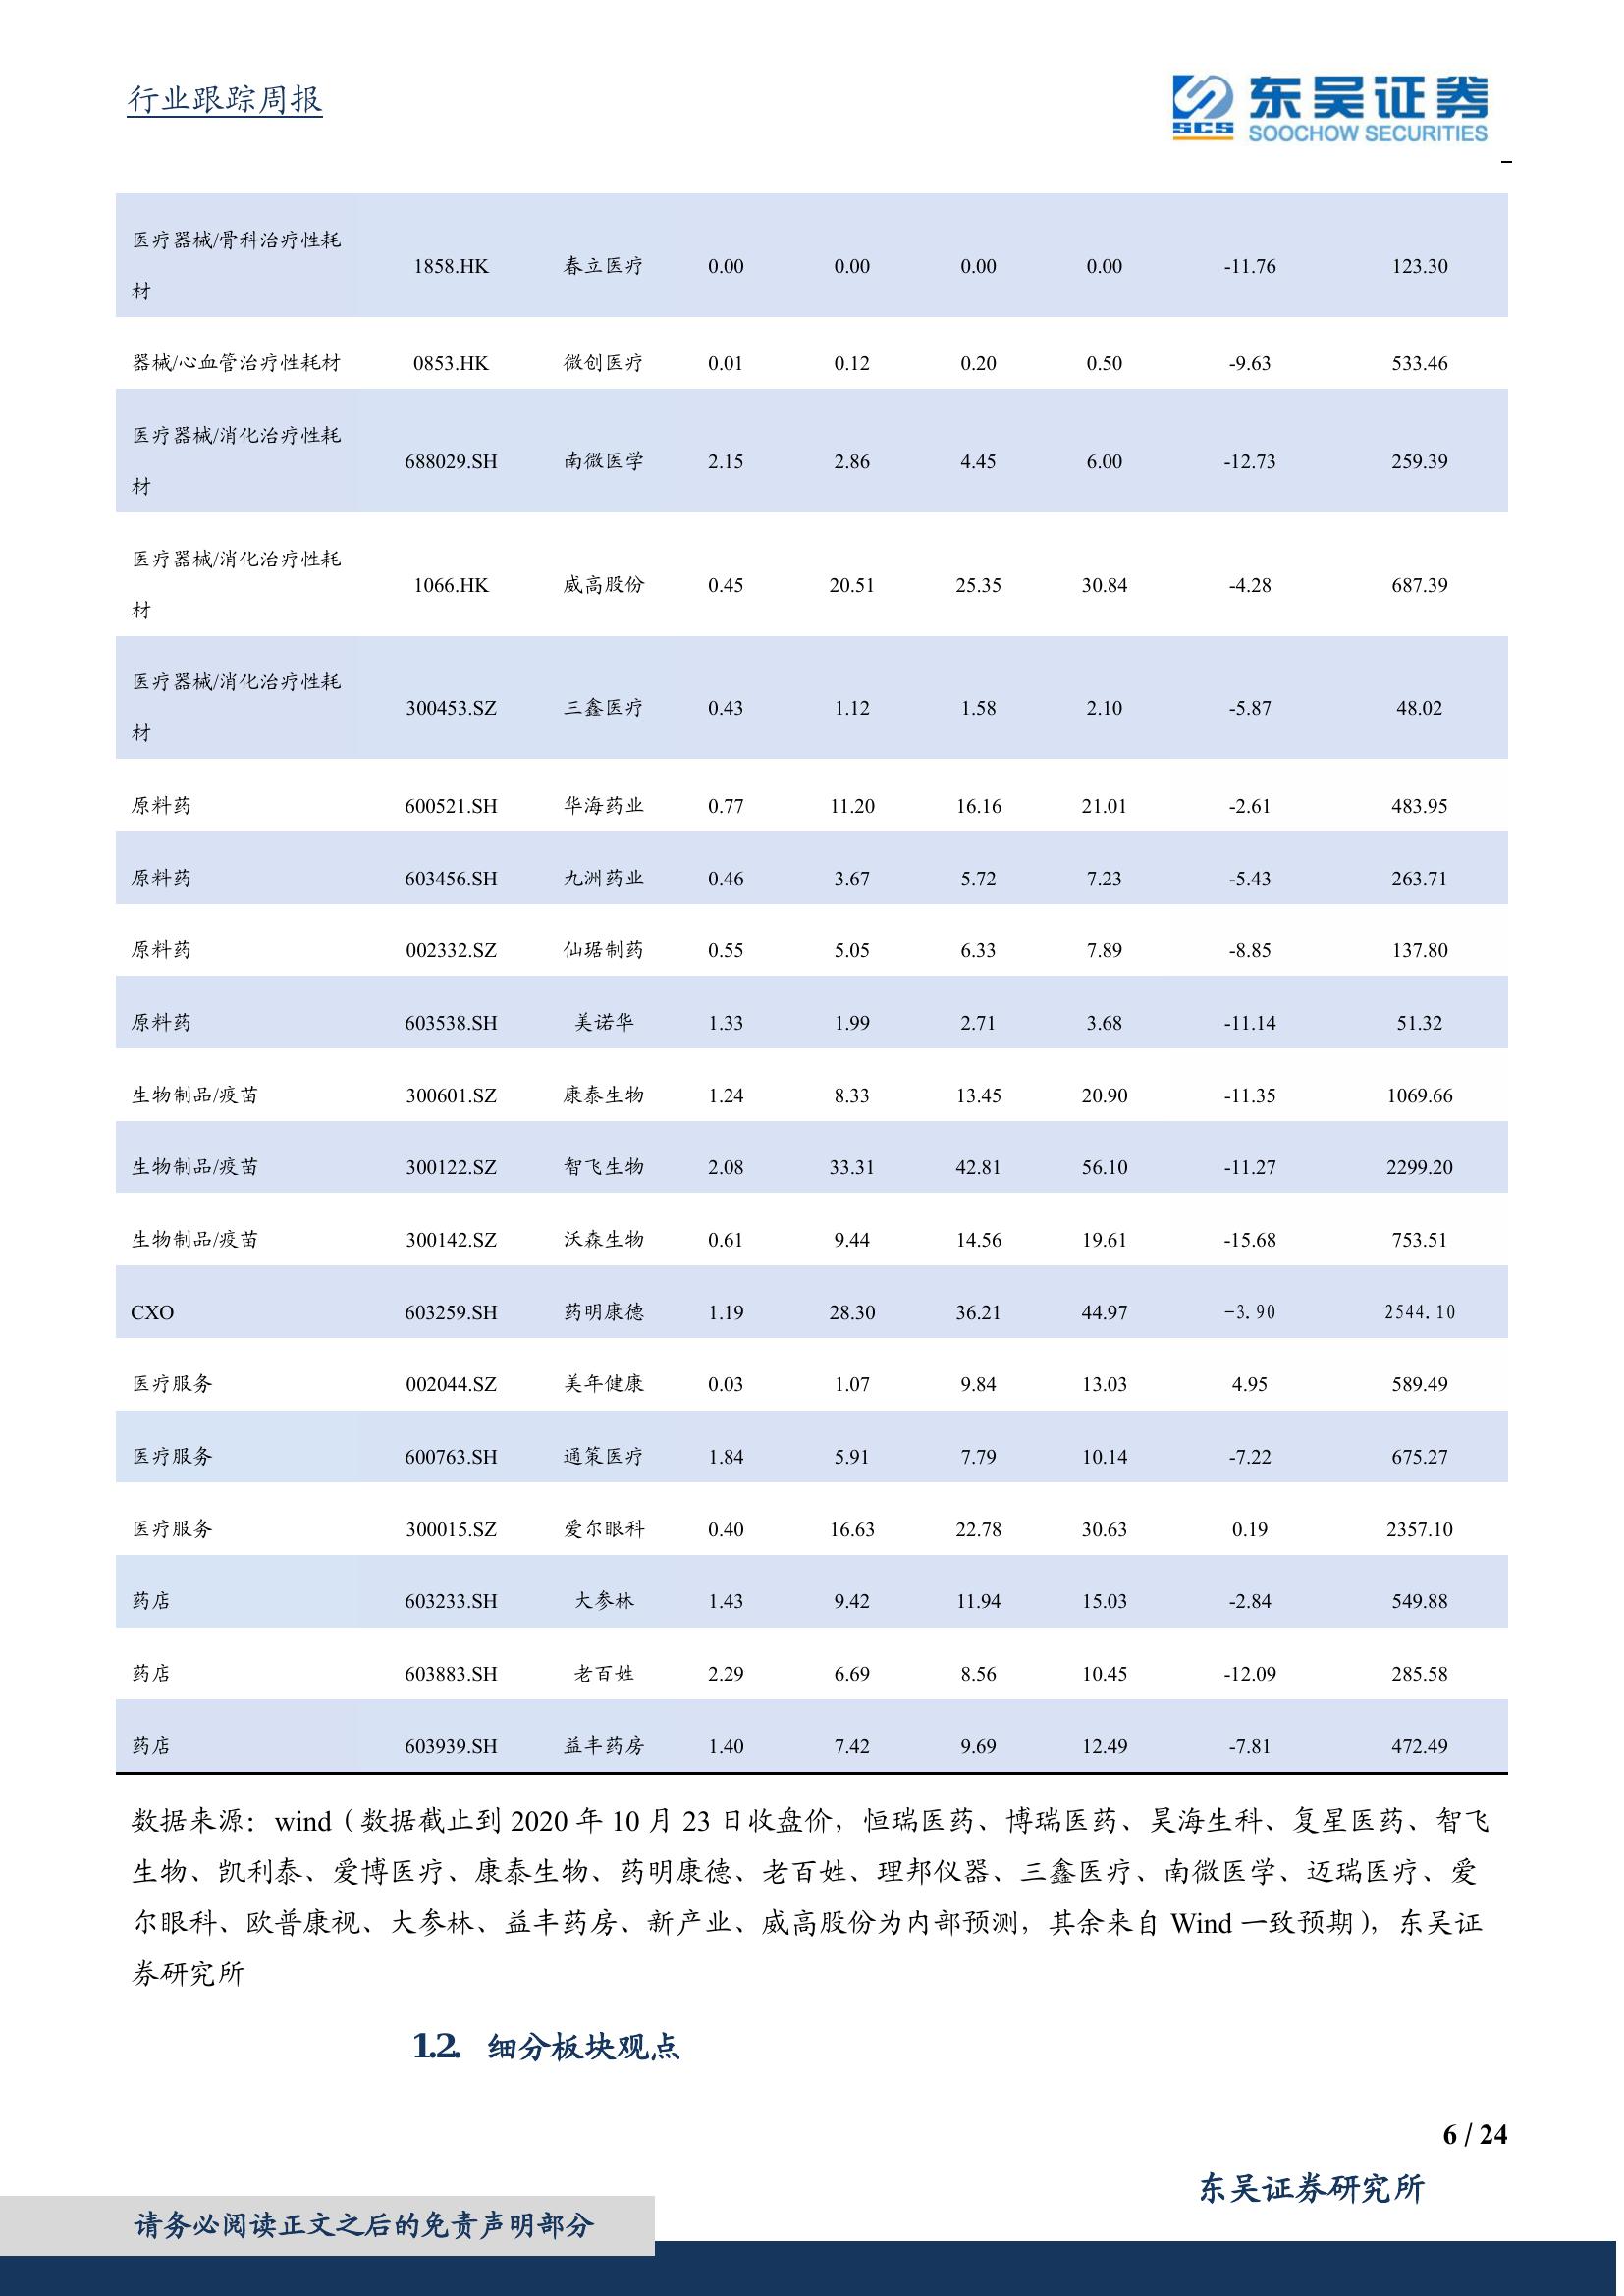 行业跟踪周报
东吴证券
SCS SOOCHOW SECURITIES
医疗器械/骨科治疗性耗材 1858.HK 春立医疗 0.00 0.00 0.00 0.00 -11.76 123.30
器械/心血管治疗性耗材 0853.HK 微创医疗 0.01 0.12 0.20 0.50 -9.63 533.46
医疗器械/消化治疗性耗材 688029.SH 南微医学 2.15 2.86 4.45 6.00 -12.73 259.39
医疗器械/消化治疗性耗材 1066.HK 威高股份 0.45 20.51 25.35 30.84 -4.28 687.39
医疗器械/消化治疗性耗材 300453.SZ 三鑫医疗 0.43 1.12 1.58 2.10 -5.87 48.02
原料药 600521.SH 华海药业 0.77 11.20 16.16 21.01 -2.61 483.95
原料药 603456.SH 九洲药业 0.46 3.67 5.72 7.23 -5.43 263.71
原料药 002332.SZ 仙琚制药 0.55 5.05 6.33 7.89 -8.85 137.80
原料药 603538.SH 美诺华 1.33 1.99 2.71 3.68 -11.14 51.32
生物制品/疫苗 300601.SZ 康泰生物 1.24 8.33 13.45 20.90 -11.35 1069.66
生物制品/疫苗 300122.SZ 智飞生物 2.08 33.31 42.81 56.10 -11.27 2299.20
生物制品/疫苗 300142.SZ 沃森生物 0.61 9.44 14.56 19.61 -15.68 753.51
CXO 603259.SH 药明康德 1.19 28.30 36.21 44.97 -3.90 2544.10
医疗服务 002044.SZ 美年健康 0.03 1.07 9.84 13.03 4.95 589.49
医疗服务 600763.SH 通策医疗 1.84 5.91 7.79 10.14 -7.22 675.27
医疗服务 300015.SZ 爱尔眼科 0.40 16.63 22.78 30.63 0.19 2357.10
药店 603233.SH 大参林 1.43 9.42 11.94 15.03 -2.84 549.88
药店 603883.SH 老百姓 2.29 6.69 8.56 10.45 -12.09 285.58
药店 603939.SH 益丰药房 1.40 7.42 9.69 12.49 -7.81 472.49
数据来源：wind（数据截止到 2020 年 10 月 23 日收盘价，恒瑞医药、博瑞医药、昊海生科、复星医药、智飞
生物、凯利泰、爱博医疗、康泰生物、药明康德、老百姓、理邦仪器、三鑫医疗、南微医学、迈瑞医疗、爱
尔眼科、欧普康视、大参林、益丰药房、新产业、威高股份为内部预测，其余来自 Wind 一致预期），东吴证
券研究所
1.2. 细分板块观点
6 / 24
东吴证券研究所
请务必阅读正文之后的免责声明部分